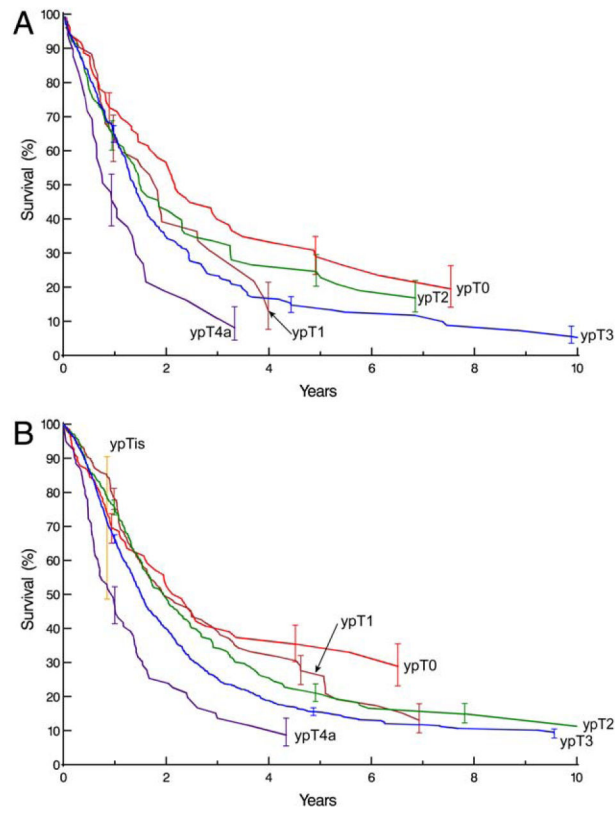 A
100
90
80
70
60
50
40
30
20
10
0
Survival (%)
ypT0
ypT2
ypT1
ypT3
ypT4a
0 2 4 6 8 10
Years
B
ypTis
100
90
80
70
60
50
40
30
20
10
0
Survival (%)
ypT1
ypT0
ypT2
ypT3
ypT4a
0 2 4 6 8 10
Years